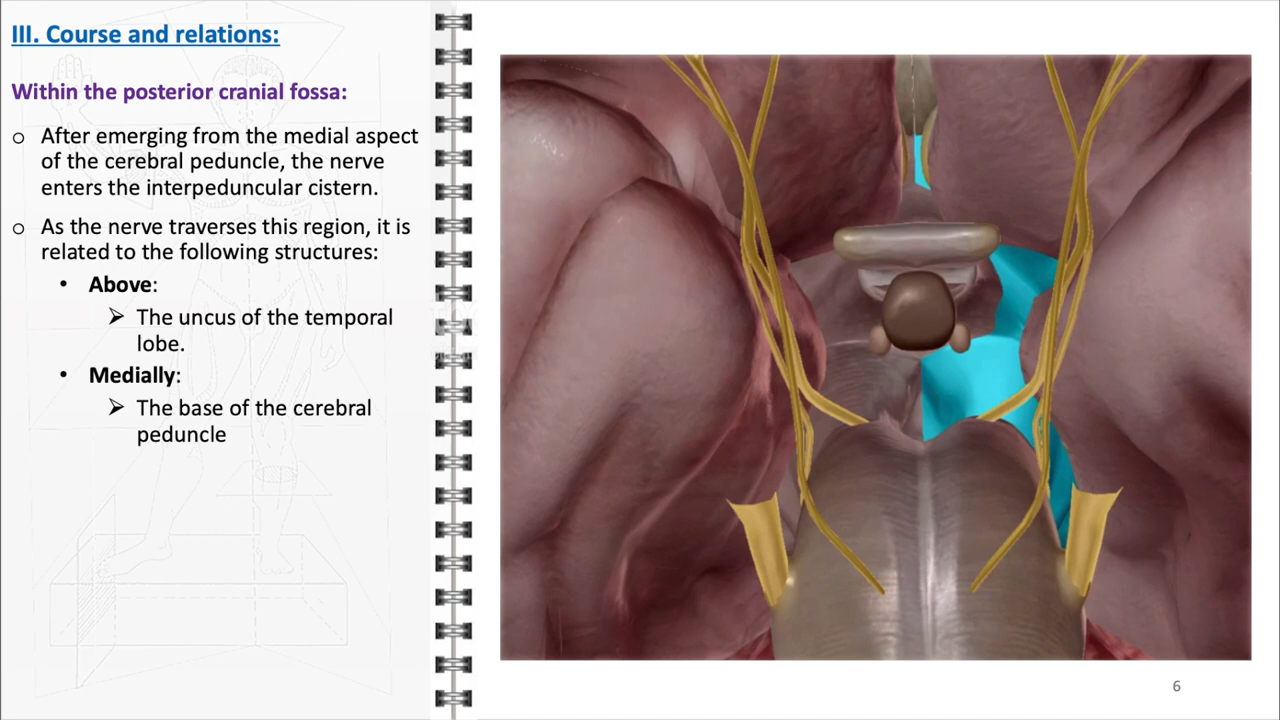 III. Course and relations:
Within the posterior cranial fossa:
o After emerging from the medial aspect
of the cerebral peduncle, the nerve
enters the interpeduncular cistern.
o As the nerve traverses this region, it is
related to the following structures:
• Above:
➢ The uncus of the temporal
lobe.
• Medially:
➢ The base of the cerebral
peduncle
6